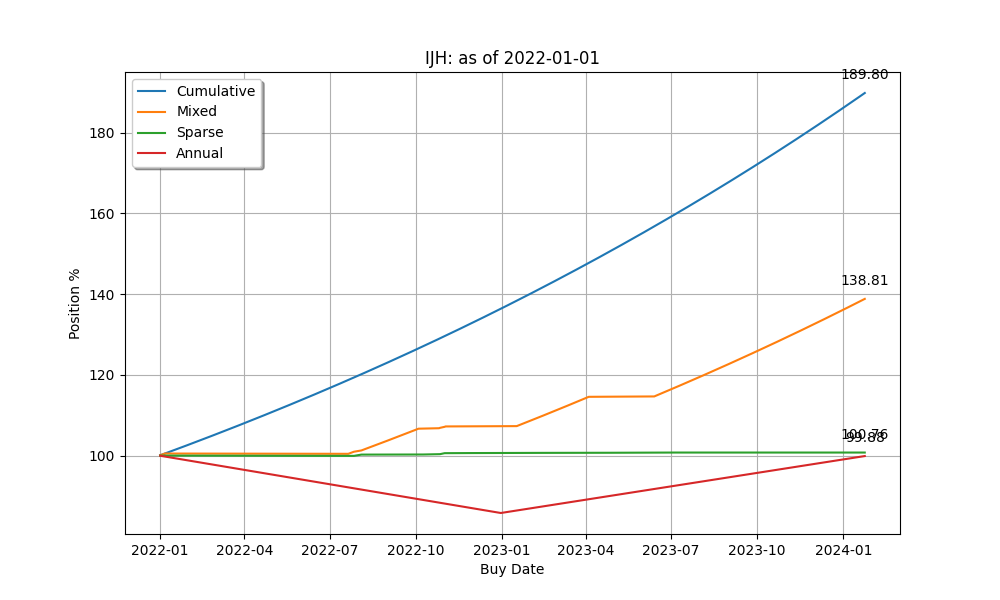 IJH: as of 2022-01-01
189.80
Cumulative
Mixed
Sparse
Annual
180
160
140
120
100
Position %
138.81
100.76
99.88
2022-01
2022-04
2022-07
2022-10
2023-01
2023-04
2023-07
2023-10
2024-01
Buy Date